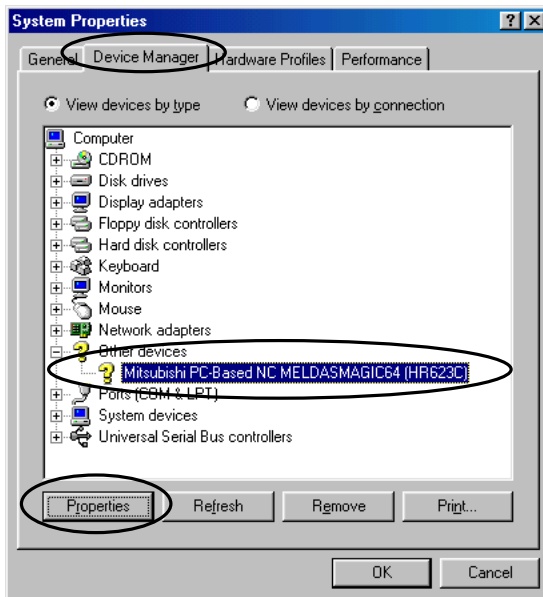 System Properties
General Device Manager Hardware Profiles Performance
View devices by type View devices by connection
Computer
CDROM
Disk drives
Display adapters
Floppy disk controllers
Hard disk controllers
Keyboard
Monitors
Mouse
Network adapters
Other devices
Mitsubishi PC-Based NC MELDASMAGIC64 (HR623C)
Ports (COM & LPT)
System devices
Universal Serial Bus controllers
Properties Refresh Remove Print...
OK Cancel